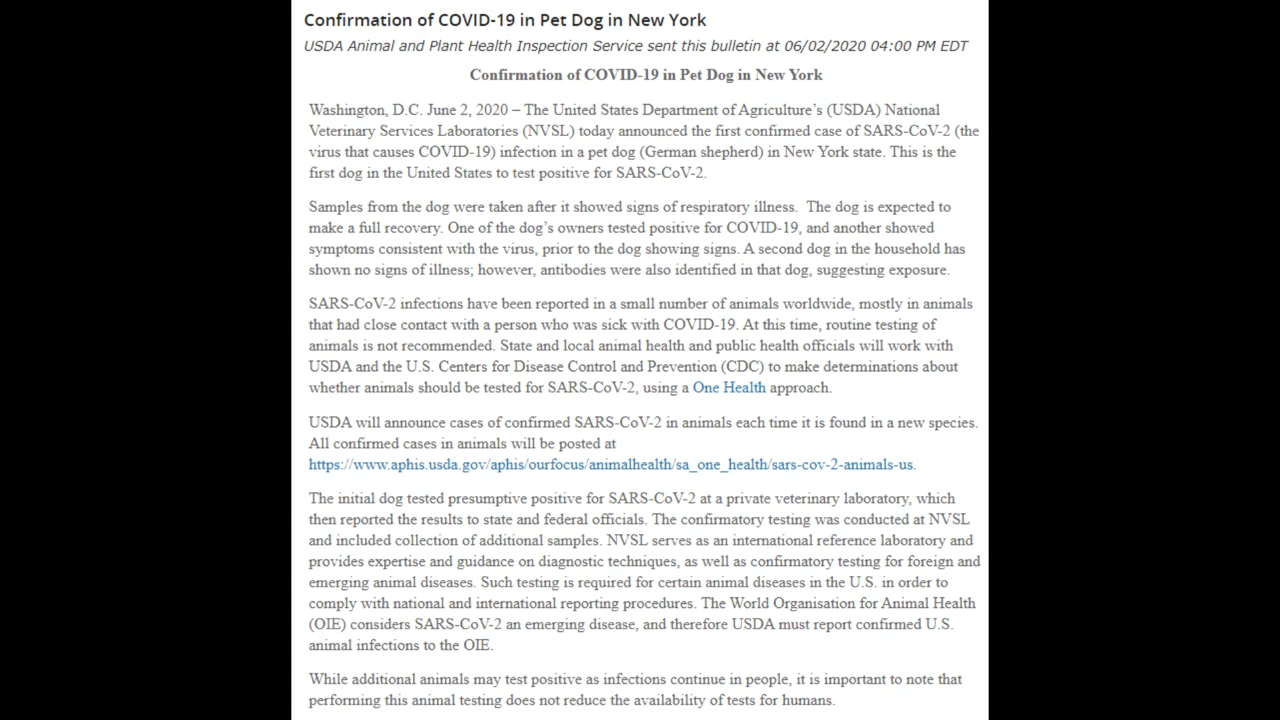 Confirmation of COVID-19 in Pet Dog in New York
USDA Animal and Plant Health Inspection Service sent this bulletin at 06/02/2020 04:00 PM EDT
Confirmation of COVID-19 in Pet Dog in New York
Washington, D.C. June 2, 2020 – The United States Department of Agriculture’s (USDA) National
Veterinary Services Laboratories (NVSL) today announced the first confirmed case of SARS-CoV-2 (the
virus that causes COVID-19) infection in a pet dog (German shepherd) in New York state. This is the
first dog in the United States to test positive for SARS-CoV-2.
Samples from the dog were taken after it showed signs of respiratory illness.  The dog is expected to
make a full recovery. One of the dog’s owners tested positive for COVID-19, and another showed
symptoms consistent with the virus, prior to the dog showing signs. A second dog in the household has
shown no signs of illness; however, antibodies were also identified in that dog, suggesting exposure.
SARS-CoV-2 infections have been reported in a small number of animals worldwide, mostly in animals
that had close contact with a person who was sick with COVID-19. At this time, routine testing of
animals is not recommended. State and local animal health and public health officials will work with
USDA and the U.S. Centers for Disease Control and Prevention (CDC) to make determinations about
whether animals should be tested for SARS-CoV-2, using a One Health approach.
USDA will announce cases of confirmed SARS-CoV-2 in animals each time it is found in a new species.
All confirmed cases in animals will be posted at
https://www.aphis.usda.gov/aphis/ourfocus/animalhealth/sa_one_health/sars-cov-2-animals-us.
The initial dog tested presumptive positive for SARS-CoV-2 at a private veterinary laboratory, which
then reported the results to state and federal officials. The confirmatory testing was conducted at NVSL
and included collection of additional samples. NVSL serves as an international reference laboratory and
provides expertise and guidance on diagnostic techniques, as well as confirmatory testing for foreign and
emerging animal diseases. Such testing is required for certain animal diseases in the U.S. in order to
comply with national and international reporting procedures. The World Organisation for Animal Health
(OIE) considers SARS-CoV-2 an emerging disease, and therefore USDA must report confirmed U.S.
animal infections to the OIE.
While additional animals may test positive as infections continue in people, it is important to note that
performing this animal testing does not reduce the availability of tests for humans.